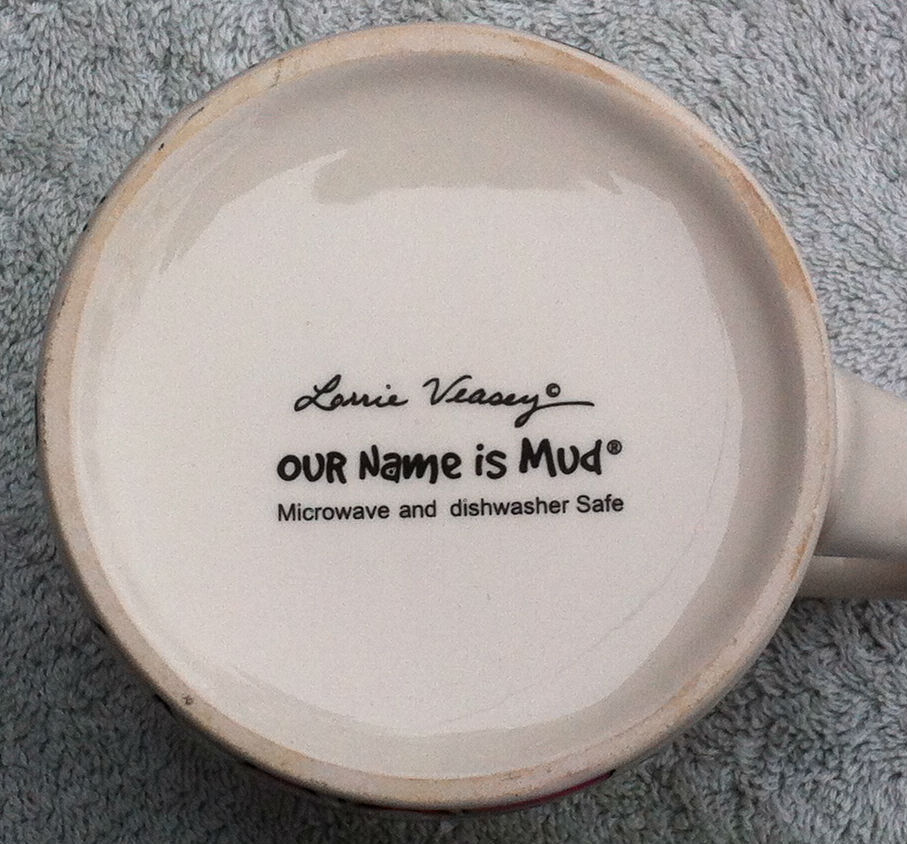 Lorrie Veasey©
OUR Name is Mud®
Microwave and dishwasher Safe